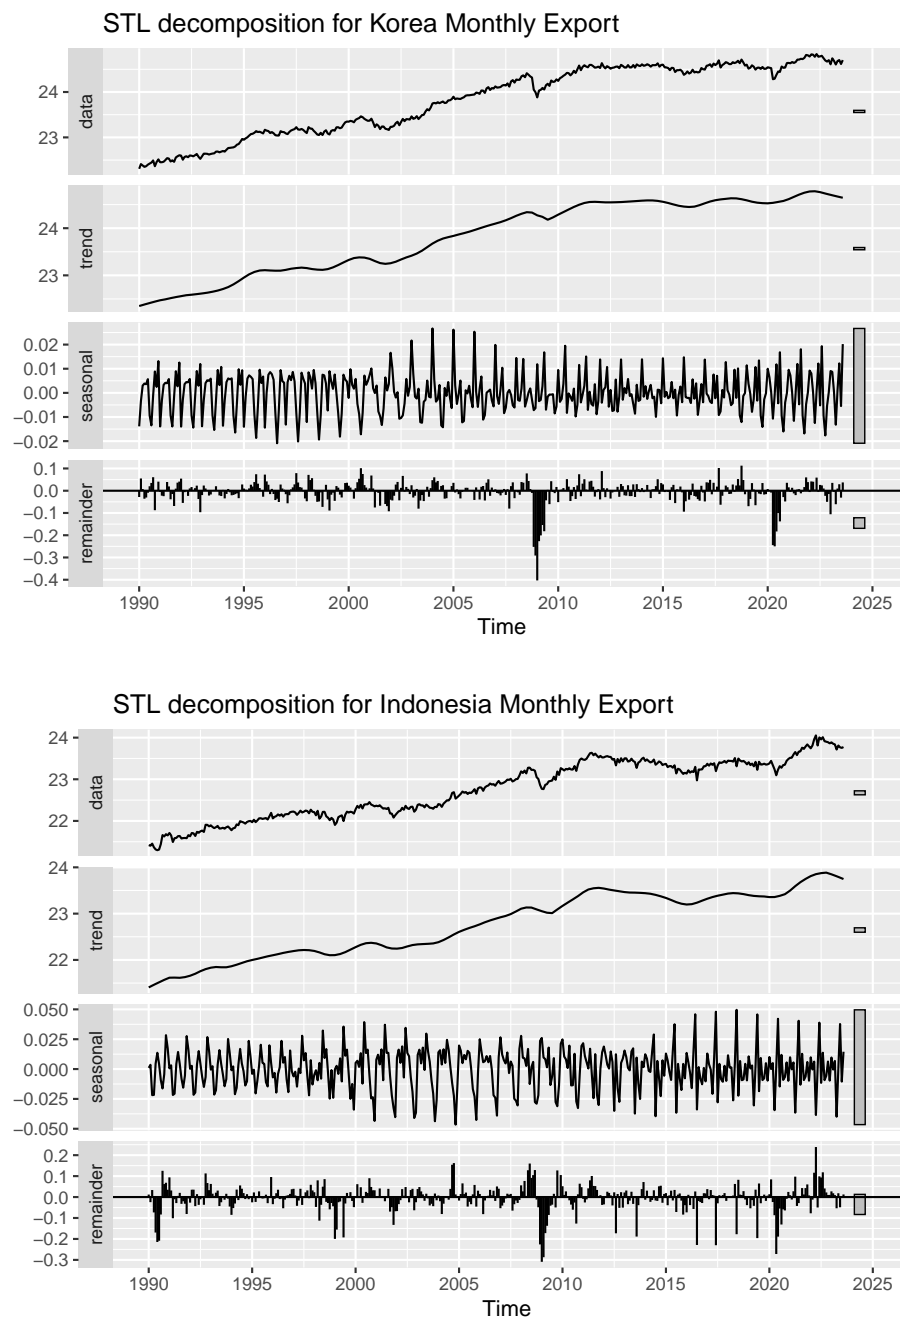 STL decomposition for Korea Monthly Export
24
23
data
24
23
trend
0.02
0.01
0.00
−0.01
−0.02
seasonal
0.1
0.0
−0.1
−0.2
−0.3
−0.4
remainder
1990 1995 2000 2005 2010 2015 2020 2025
Time
STL decomposition for Indonesia Monthly Export
24
23
22
data
24
23
22
trend
0.050
0.025
0.000
−0.025
−0.050
seasonal
0.2
0.1
0.0
−0.1
−0.2
−0.3
remainder
1990 1995 2000 2005 2010 2015 2020 2025
Time